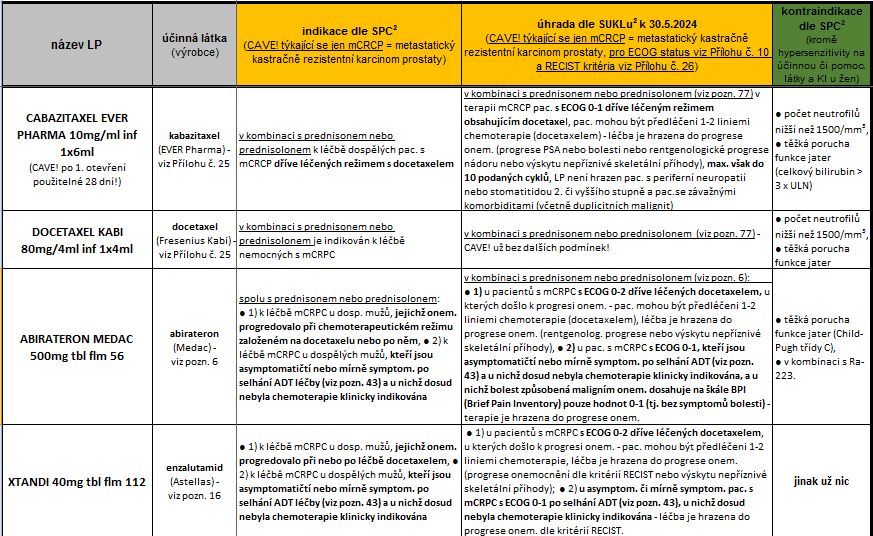 název LP
účinná látka
(výrobce)
indikace dle SPC²
(CAVE! týkající se jen mCRCP = metastatický
kastračně rezistentní karcinom prostaty)
úhrada dle SUKLu² k 30.5.2024
(CAVE! týkající se jen mCRCP = metastatický kastračně
rezistentní karcinom prostaty, pro ECOG status viz Přílohu č. 10
a RECIST kritéria viz Přílohu č. 26)
kontraindikace
dle SPC²
(kromě
hypersenzitivity na
účinnou či pomoc.
látky a KI u žen)
CABAZITAXEL EVER
PHARMA 10mg/ml inf
1x6ml
(CAVE! po 1. otevření
použitelné 28 dní!)
kabazitaxel
(EVER Pharma) -
viz Přílohu č. 25
v kombinaci s prednisonem nebo
prednisolonem k léčbě dospělých pac. s
mCRCP dříve léčených režimem s docetaxelem
v kombinaci s prednisonem nebo prednisolonem (viz pozn. 77) v
terapii mCRCP pac. s ECOG 0-1 dříve léčeným režimem
obsahujícím docetaxel, pac. mohou být předléčeni 1-2 liniemi
chemoterapie (docetaxelem) - léčba je hrazena do progrese
onem. (progrese PSA nebo bolesti nebo rentgenologické progrese
nádoru nebo výskytu nepříznivé skeletální příhody), max. však do
10 podaných cyklů, LP není hrazen pac. s periferní neuropatií
nebo stomatitidou 2. či vyššího stupně a pac.se závažnými
komorbiditami (včetně duplicitních malignit)
● počet neutrofilů
nižší než 1500/mm³,
● těžká porucha
funkce jater
(celkový bilirubin >
3 x ULN)
DOCETAXEL KABI
80mg/4ml inf 1x4ml
docetaxel
(Fresenius Kabi) -
viz Přílohu č. 25
v kombinaci s prednisonem nebo
prednisolonem je indikován k léčbě
nemocných s mCRPC
v kombinaci s prednisonem nebo prednisolonem (viz pozn. 77) -
CAVE! už bez dalších podmínek!
● počet neutrofilů
nižší než 1500/mm³,
● těžká porucha
funkce jater
ABIRATERON MEDAC
500mg tbl flm 56
abirateron
(Medac) -
viz pozn. 6
spolu s prednisonem nebo prednisolonem:
● 1) k léčbě mCRPC u dosp. mužů, jejichž onem.
progredovalo při chemoterapeutickém režimu
založeném na docetaxelu nebo po něm, ● 2) k
léčbě mCRPC u dospělých mužů, kteří jsou
asymptomatičtí nebo mírně symptom. po
selhání ADT léčby (viz pozn. 43) a u nichž dosud
nebyla chemoterapie klinicky indikována
v kombinaci s prednisonem nebo prednisolonem (viz pozn. 6):
● 1) u pacientů s mCRPC s ECOG 0-2 dříve léčených docetaxelem, u
kterých došlo k progresi onem. - pac. mohou být předléčeni 1-2
liniemi chemoterapie (docetaxelem), léčba je hrazena do
progrese onem. (rentgenolog. progrese nebo výskytu nepříznivé
skeletální příhody), ● 2) u pac. s mCRPC s ECOG 0-1, kteří jsou
asymptomatičtí nebo mírně symptom. po selhání ADT (viz pozn.
43) a u nichž dosud nebyla chemoterapie klinicky indikována, a u
nichž bolest způsobená maligním onem. dosahuje na škále BPI
(Brief Pain Inventory) pouze hodnot 0-1 (tj. bez symptomů bolesti) -
terapie je hrazena do progrese onem.
● těžká porucha
funkce jater (Child-
Pugh třídy C),
● v kombinaci s Ra-
223.
XTANDI 40mg tbl flm 112
enzalutamid
(Astellas) -
viz pozn. 16
● 1) k léčbě mCRPC u dosp. mužů, jejichž onem.
progredovalo při nebo po léčbě docetaxelem, ●
2) k léčbě mCRPC u dospělých mužů, kteří jsou
asymptomatičtí nebo mírně symptom. po
selhání ADT léčby (viz pozn. 43) a u nichž dosud
nebyla chemoterapie klinicky indikována
● 1) u pacientů s mCRPC s ECOG 0-2 dříve léčených docetaxelem,
u kterých došlo k progresi onem. - pac. mohou být předléčeni 1-2
liniemi chemoterapie, léčba je hrazena do progrese onem.
(progrese onemocnění dle kritérií RECIST nebo výskytu nepříznivé
skeletální příhody); ● 2) u asymptom. či mírně symptom. pac. s
mCRPC s ECOG 0-1 po selhání ADT (viz pozn. 43), u nichž dosud
nebyla chemoterapie klinicky indikována - léčba je hrazena do
progrese onem. dle kritérií RECIST.
jinak už nic